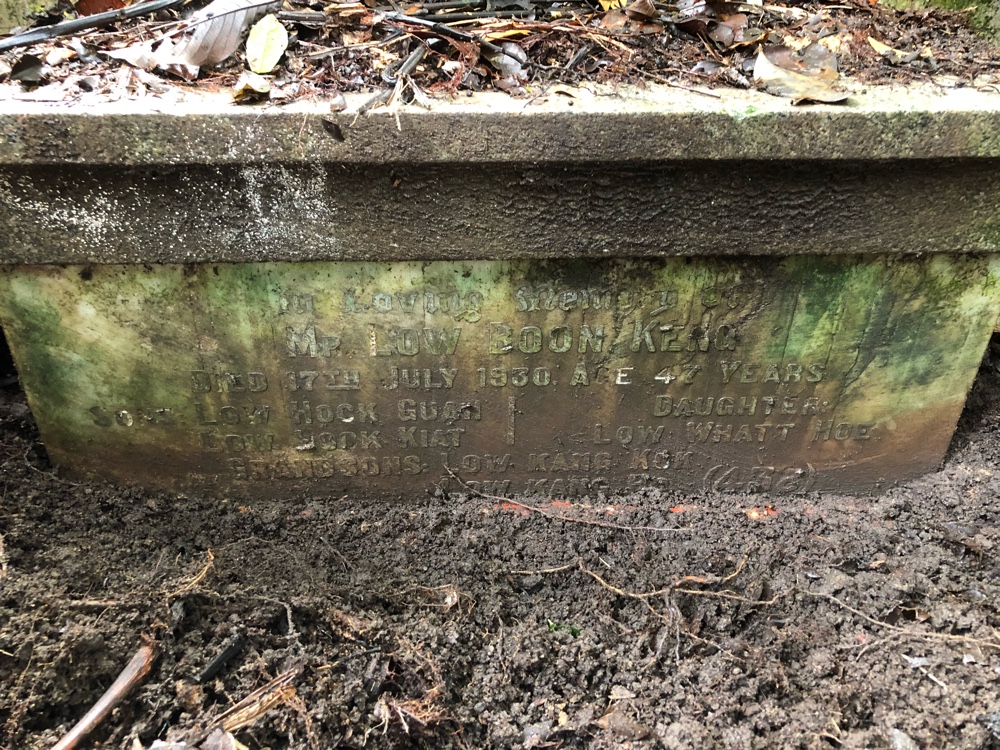 In Loving Memory of
Mr. LOW BOON KENG
DIED 17TH JULY 1930. AGE 47 YEARS
SONS LOW HOCK GUAN | DAUGHTER:
LOW HOCK KIAT | LOW WHATT HOE.
GRANDSONS: LOW KANG KOK
LOW KANG